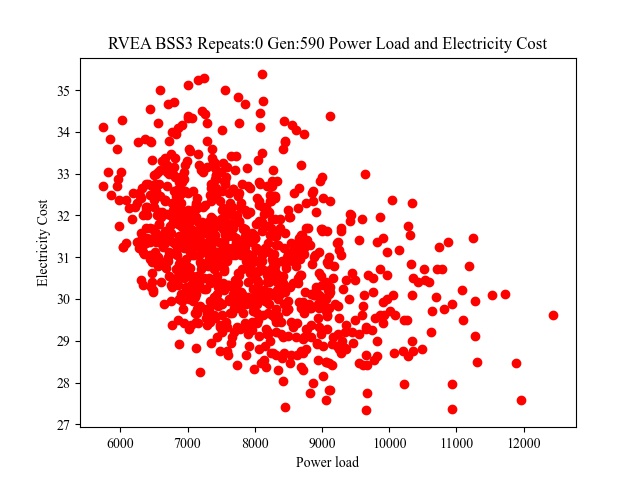 RVEA BSS3 Repeats:0 Gen:590 Power Load and Electricity Cost
35
34
33
32
31
30
29
28
27
Electricity Cost
6000 7000 8000 9000 10000 11000 12000
Power load